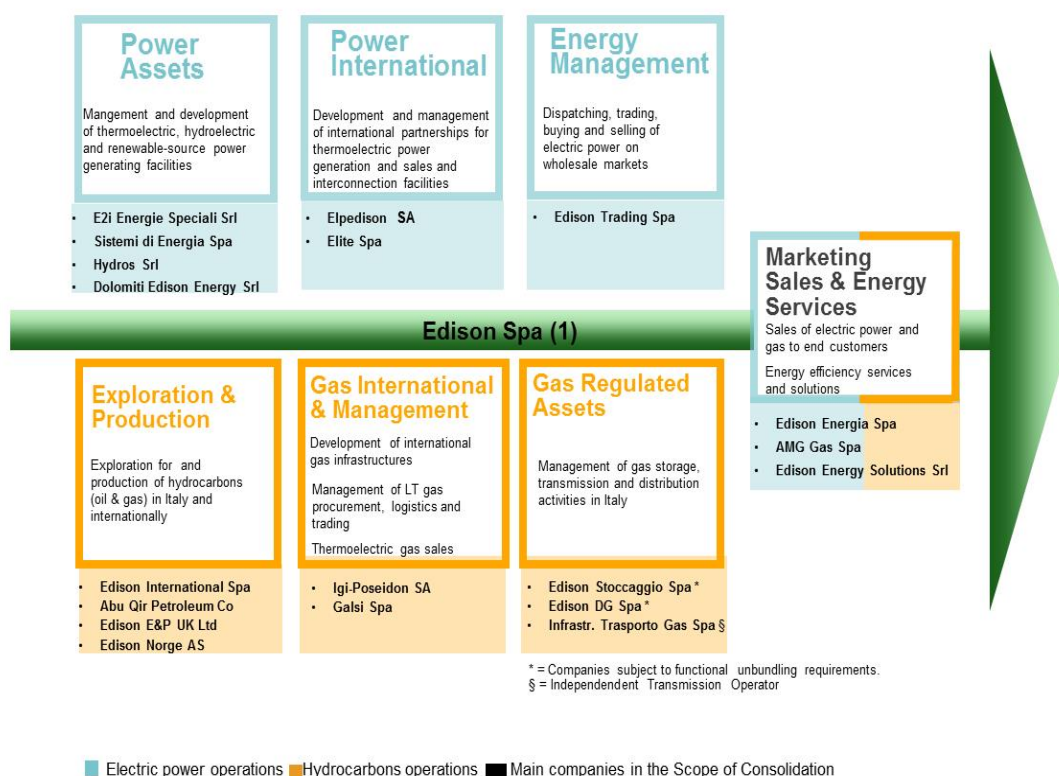 Power
Assets
Mangement and development
of thermoelectric, hydroelectric
and renewable-source power
generating facilities
• E2i Energie Speciali Srl
• Sistemi di Energia Spa
• Hydros Srl
• Dolomiti Edison Energy Srl
Power
International
Development and management
of international partnerships for
thermoelectric power
generation and sales and
interconnection facilities
• Elpedison SA
• Elite Spa
Energy
Management
Dispatching, trading,
buying and selling of
electric power on
wholesale markets
• Edison Trading Spa
Marketing
Sales & Energy
Services
Sales of electric power and
gas to end customers
Energy efficiency services
and solutions
• Edison Energia Spa
• AMG Gas Spa
• Edison Energy Solutions Srl
Edison Spa (1)
Exploration &
Production
Exploration for and
production of hydrocarbons
(oil & gas) in Italy and
internationally
• Edison International Spa
• Abu Qir Petroleum Co
• Edison E&P UK Ltd
• Edison Norge AS
Gas International
& Management
Development of international
gas infrastructures
Management of LT gas
procurement, logistics and
trading
Thermoelectric gas sales
• Igi-Poseidon SA
• Galsi Spa
Gas Regulated
Assets
Management of gas storage,
transmission and distribution
activities in Italy
• Edison Stoccaggio Spa *
• Edison DG Spa *
• Infrastr. Trasporto Gas Spa §
* = Companies subject to functional unbundling requirements.
§ = Independendent Transmission Operator
Electric power operations Hydrocarbons operations Main companies in the Scope of Consolidation